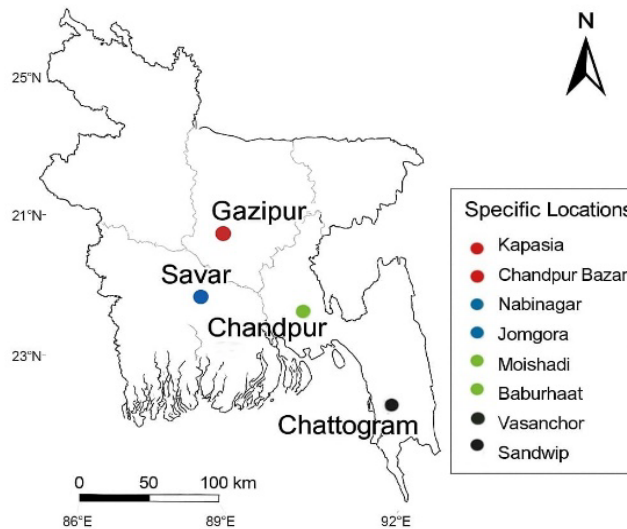 N
25°N
21°N
23°N
Gazipur
Savar
Chandpur
Chattogram
Specific Locations
Kapasia
Chandpur Bazar
Nabinagar
Jomgora
Moishadi
Baburhaat
Vasanchor
Sandwip
0 50 100 km
86°E 89°E 92°E